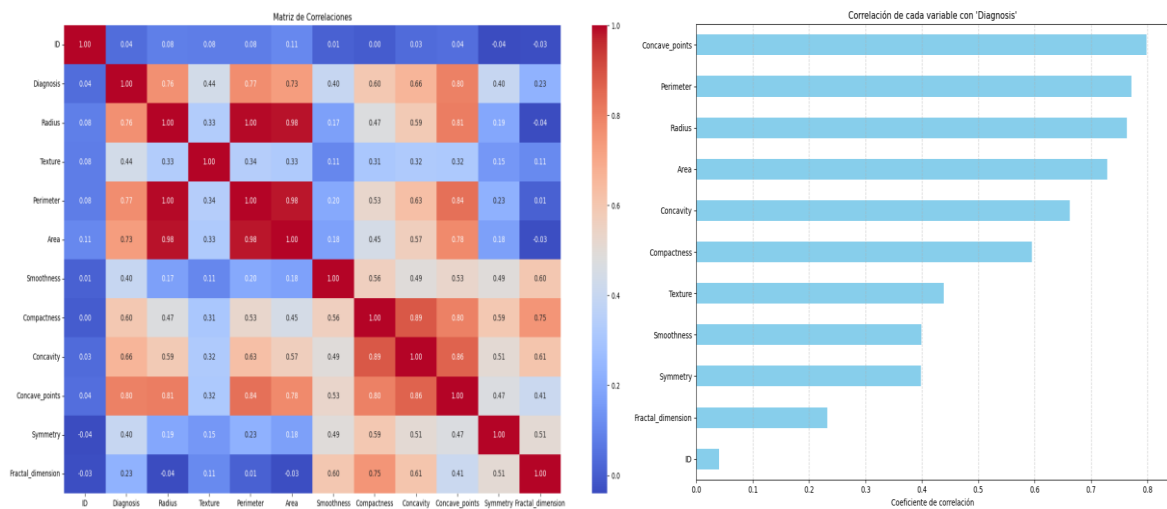 Matriz de Correlaciones
ID 1.00 0.04 0.08 0.08 0.08 0.11 0.01 0.00 0.03 0.04 -0.04 -0.03
Diagnosis 0.04 1.00 0.76 0.44 0.77 0.73 0.40 0.60 0.66 0.80 0.40 0.23
Radius 0.08 0.76 1.00 0.33 1.00 0.98 0.17 0.47 0.59 0.81 0.19 -0.04
Texture 0.08 0.44 0.33 1.00 0.34 0.33 0.11 0.31 0.32 0.32 0.15 0.11
Perimeter 0.08 0.77 1.00 0.34 1.00 0.98 0.20 0.53 0.63 0.84 0.23 0.01
Area 0.11 0.73 0.98 0.33 0.98 1.00 0.18 0.45 0.57 0.78 0.18 -0.03
Smoothness 0.01 0.40 0.17 0.11 0.20 0.18 1.00 0.56 0.49 0.53 0.49 0.60
Compactness 0.00 0.60 0.47 0.31 0.53 0.45 0.56 1.00 0.89 0.80 0.59 0.75
Concavity 0.03 0.66 0.59 0.32 0.63 0.57 0.49 0.89 1.00 0.86 0.51 0.61
Concave_points 0.04 0.80 0.81 0.32 0.84 0.78 0.53 0.80 0.86 1.00 0.47 0.41
Symmetry -0.04 0.40 0.19 0.15 0.23 0.18 0.49 0.59 0.51 0.47 1.00 0.51
Fractal_dimension -0.03 0.23 -0.04 0.11 0.01 -0.03 0.60 0.75 0.61 0.41 0.51 1.00
ID Diagnosis Radius Texture Perimeter Area Smoothness Compactness Concavity Concave_points Symmetry Fractal_dimension
1.0
0.8
0.6
0.4
0.2
0.0
Correlación de cada variable con 'Diagnosis'
Concave_points
Perimeter
Radius
Area
Concavity
Compactness
Texture
Smoothness
Symmetry
Fractal_dimension
ID
0.0 0.1 0.2 0.3 0.4 0.5 0.6 0.7 0.8
Coeficiente de correlación